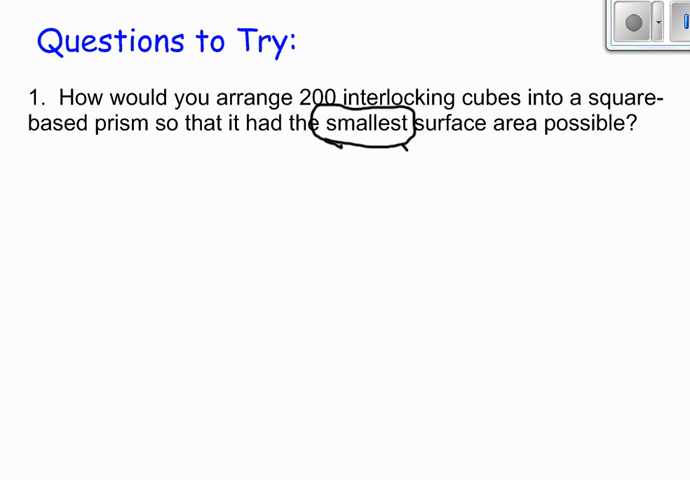 Questions to Try:
1. How would you arrange 200 interlocking cubes into a square-
based prism so that it had the smallest surface area possible?